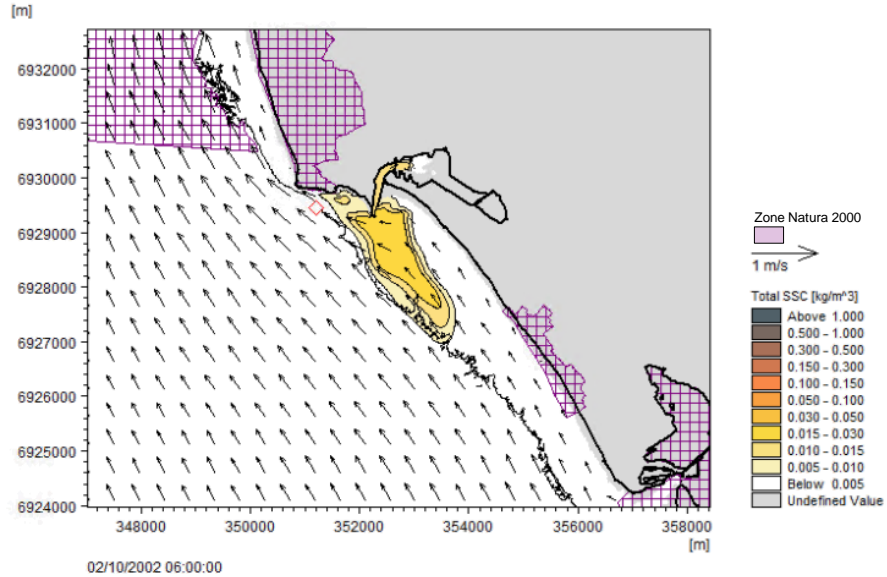 [m]
6932000
6931000
6930000
6929000
6928000
6927000
6926000
6925000
6924000
348000 350000 352000 354000 356000 358000
[m]
02/10/2002 06:00:00
Zone Natura 2000
1 m/s
Total SSC [kg/m^3]
Above 1.000
0.500 - 1.000
0.300 - 0.500
0.150 - 0.300
0.100 - 0.150
0.050 - 0.100
0.030 - 0.050
0.015 - 0.030
0.010 - 0.015
0.005 - 0.010
Below 0.005
Undefined Value